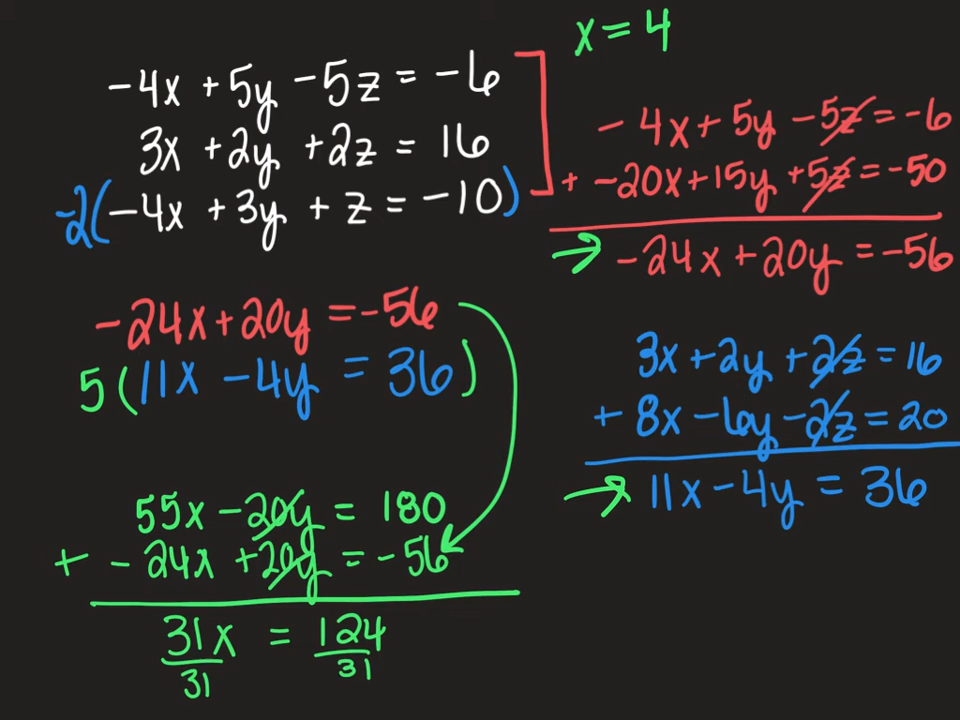 x = 4
-4x + 5y - 5z = -6
3x + 2y + 2z = 16
-2(-4x + 3y + z = -10)
-4x + 5y - 5z = -6
+ -20x + 15y + 5z = -50
→ -24x + 20y = -56
-24x + 20y = -56
5(11x - 4y = 36)
3x + 2y + 2z = 16
+ 8x - 6y - 2z = 20
→ 11x - 4y = 36
55x - 20y = 180
+ -24x + 20y = -56
31x = 124
31 31